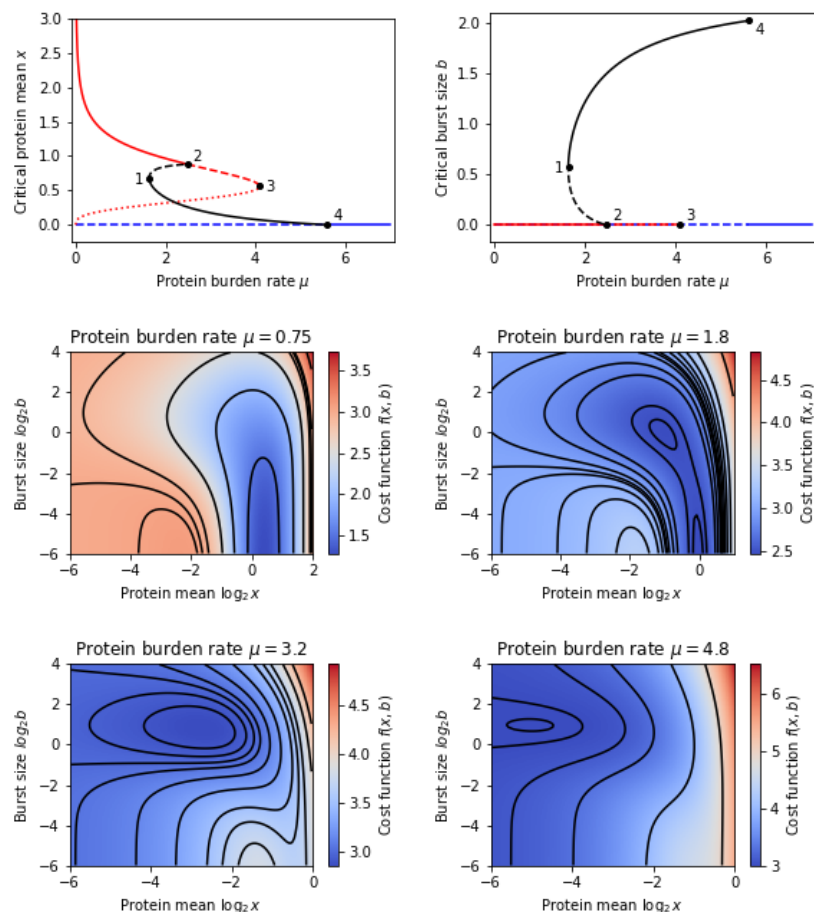 3.0
2.5
2.0
1.5
1.0
0.5
0.0
Critical protein mean x
1
2
3
4
0 2 4 6
Protein burden rate μ
2.0
1.5
1.0
0.5
0.0
Critical burst size b
1
2
3
4
0 2 4 6
Protein burden rate μ
Protein burden rate μ = 0.75
4
2
0
−2
−4
−6
Burst size log₂b
−6 −4 −2 0 2
Protein mean log₂ x
3.5
3.0
2.5
2.0
1.5
Cost function f(x, b)
Protein burden rate μ = 1.8
4
2
0
−2
−4
−6
Burst size log₂b
−6 −4 −2 0
Protein mean log₂ x
4.5
4.0
3.5
3.0
2.5
Cost function f(x, b)
Protein burden rate μ = 3.2
4
2
0
−2
−4
−6
Burst size log₂b
−6 −4 −2 0
Protein mean log₂ x
4.5
4.0
3.5
3.0
Cost function f(x, b)
Protein burden rate μ = 4.8
4
2
0
−2
−4
−6
Burst size log₂b
−6 −4 −2 0
Protein mean log₂ x
6
5
4
3
Cost function f(x, b)